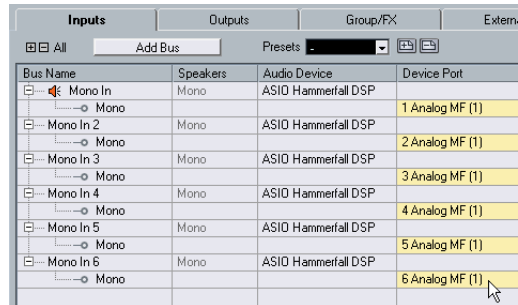 Inputs Outputs Group/FX
All Add Bus Presets -
Bus Name Speakers Audio Device Device Port
Mono In Mono ASIO Hammerfall DSP
Mono 1 Analog MF (1)
Mono In 2 Mono ASIO Hammerfall DSP
Mono 2 Analog MF (1)
Mono In 3 Mono ASIO Hammerfall DSP
Mono 3 Analog MF (1)
Mono In 4 Mono ASIO Hammerfall DSP
Mono 4 Analog MF (1)
Mono In 5 Mono ASIO Hammerfall DSP
Mono 5 Analog MF (1)
Mono In 6 Mono ASIO Hammerfall DSP
Mono 6 Analog MF (1)